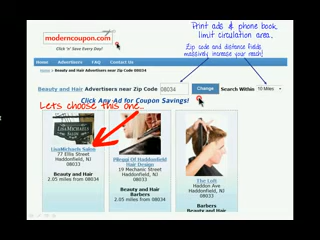 Print ads & phone book,
limit circulation area.
moderncoupon.com
Click 'n' Save Every Day!
Zip code and distance fields
massively increase your reach!
Home Advertisers FAQ Contact Us
Home » Beauty and Hair Advertisers near Zip Code 08034
Beauty and Hair Advertisers near Zip Code 08034 Change Search Within 10 Miles
Click Any Ad for Coupon Savings!
Lets choose this one...
LisaMichaels Salon
77 Ellis Street
Haddonfield, NJ
08033
Beauty and Hair
2.05 miles from 08034
Pileggi Of Haddonfield
Hair Design
19 Mechanic Street
Haddonfield, NJ
08033
Beauty and Hair
2.05 miles from 08034
The Loft
Haddon Ave
Haddonfield, NJ
08033
Barbers
Beauty and Hair